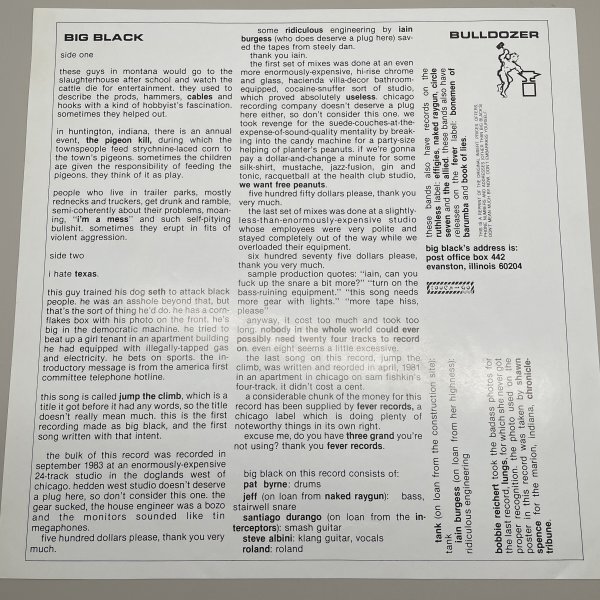 BIG BLACK
side one
these guys in montana would go to the
slaughterhouse after school and watch the
cattle die for entertainment. they used to
describe the prods, hammers, cables and
hooks with a kind of hobbyist's fascination.
sometimes they helped out.
in huntington, indiana, there is an annual
event, the pigeon kill, during which the
townspeople feed strychnine-laced corn to
the town's pigeons. sometimes the children
are given the responsibility of feeding the
pigeons. they think of it as play.
people who live in trailer parks, mostly
rednecks and truckers, get drunk and ramble,
semi-coherently about their problems, moan-
ing, "i'm a mess" and such self-pitying
bullshit. sometimes they erupt in fits of
violent aggression.
side two
i hate texas.
this guy trained his dog seth to attack black
people. he was an asshole beyond that, but
that's the sort of thing he'd do. he has a corn-
flakes box with his photo on the front. he's
big in the democratic machine. he tried to
beat up a girl tenant in an apartment building
he had equipped with illegally-tapped gas
and electricity. he bets on sports. the in-
troductory message is from the america first
committee telephone hotline.
this song is called jump the climb, which is a
title it got before it had any words, so the title
doesn't really mean much. this is the first
recording made as big black, and the first
song written with that intent.
the bulk of this record was recorded in
september 1983 at an enormously-expensive
24-track studio in the doglands west of
chicago. hedden west studio doesn't deserve
a plug here, so don't consider this one. the
gear sucked, the house engineer was a bozo
and the monitors sounded like tin
megaphones.
five hundred dollars please, thank you very
much.
some ridiculous engineering by iain
burgess (who does deserve a plug here) sav-
ed the tapes from steely dan.
thank you iain.
the first set of mixes was done at an even
more enormously-expensive, hi-rise chrome
and glass, hacienda villa-decor bathroom-
equipped, cocaine-snuffer sort of studio,
which proved absolutely useless. chicago
recording company doesn't deserve a plug
here either, so don't consider this one. we
took revenge for the suede-couches-at-the-
expense-of-sound-quality mentality by break-
ing into the candy machine for a party-size
helping of planter's peanuts. if we're gonna
pay a dollar-and-change a minute for some
silk-shirt, mustache, jazz-fusion, gin and
tonic, racquetball at the health club studio,
we want free peanuts.
five hundred fifty dollars please, thank you
very much.
the last set of mixes was done at a slightly-
less-than-enormously-expensive studio
whose employees were very polite and
stayed completely out of the way while we
overloaded their equipment.
six hundred seventy five dollars please,
thank you very much.
sample production quotes: "iain, can you
fuck up the snare a bit more?" "turn on the
bass-ruining equipment." "this song needs
more gear with lights." "more tape hiss,
please"
anyway, it cost too much and took too
long. nobody in the whole world could ever
possibly need twenty four tracks to record
on. even eight seems a little excessive.
the last song on this record, jump the
climb, was written and reorded in april, 1981
in an apartment in chicago on sam fishkin's
four-track. it didn't cost a cent.
a considerable chunk of the money for this
record has been supplied by fever records, a
chicago label which is doing plenty of
noteworthy things in its own right.
excuse me, do you have three grand you're
not using? thank you fever records.
big black on this record consists of:
pat byrne: drums
jeff (on loan from naked raygun): bass,
stairwell snare
santiago durango (on loan from the in-
terceptors): smash guitar
steve albini: klang guitar, vocals
roland: roland
BULLDOZER
these bands also have records on the
ruthless label: effigies, naked raygun, circle
seven and the allied. these bands also have
releases on the fever label: bonemen of
barumba and book of lies.
big black's address is:
post office box 442
evanston, illinois 60204
tank (on loan from the construction site):
tank
iain burgess (on loan from her highness):
ridiculous engineering
bobbie reichert took the badass photos for
the last record, lungs, for which she never got
proper recognition. the photo used on the
poster in this record was taken by shawn
spence for the marion, indiana, chronicle-
tribune.